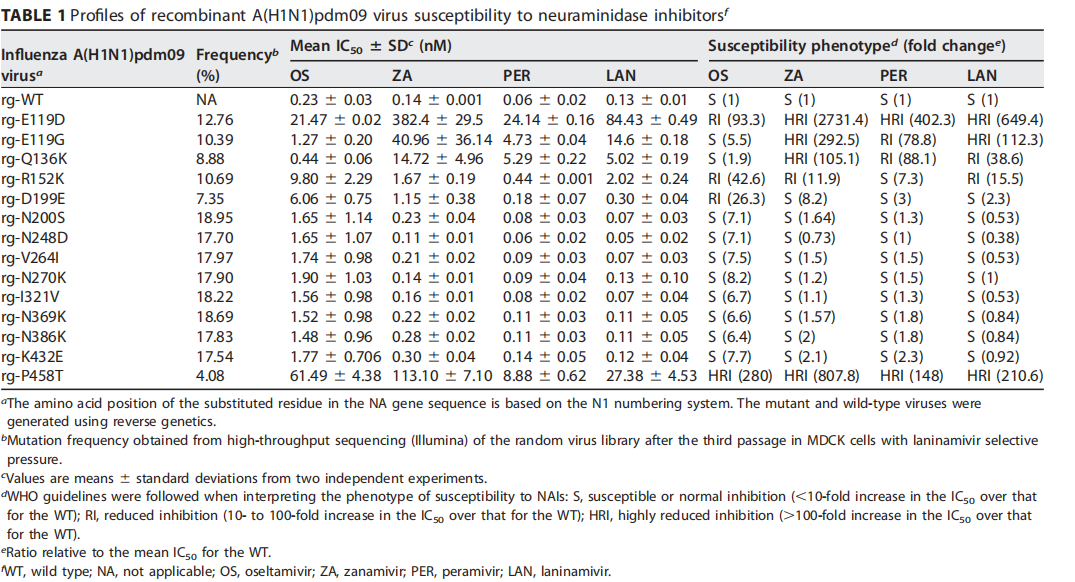 TABLE 1 Profiles of recombinant A(H1N1)pdm09 virus susceptibility to neuraminidase inhibitorsᶠ
Influenza A(H1N1)pdm09 Frequencyᵇ Mean IC₅₀ ± SDᶜ (nM) Susceptibility phenotypeᵈ (fold changeᵉ)
virusᵃ (%) OS ZA PER LAN OS ZA PER LAN
rg-WT NA 0.23 ± 0.03 0.14 ± 0.001 0.06 ± 0.02 0.13 ± 0.01 S (1) S (1) S (1) S (1)
rg-E119D 12.76 21.47 ± 0.02 382.4 ± 29.5 24.14 ± 0.16 84.43 ± 0.49 RI (93.3) HRI (2731.4) HRI (402.3) HRI (649.4)
rg-E119G 10.39 1.27 ± 0.20 40.96 ± 36.14 4.73 ± 0.04 14.6 ± 0.18 S (5.5) HRI (292.5) RI (78.8) HRI (112.3)
rg-Q136K 8.88 0.44 ± 0.06 14.72 ± 4.96 5.29 ± 0.22 5.02 ± 0.19 S (1.9) HRI (105.1) RI (88.1) RI (38.6)
rg-R152K 10.69 9.80 ± 2.29 1.67 ± 0.19 0.44 ± 0.001 2.02 ± 0.24 RI (42.6) RI (11.9) S (7.3) RI (15.5)
rg-D199E 7.35 6.06 ± 0.75 1.15 ± 0.38 0.18 ± 0.07 0.30 ± 0.04 RI (26.3) S (8.2) S (3) S (2.3)
rg-N200S 18.95 1.65 ± 1.14 0.23 ± 0.04 0.08 ± 0.03 0.07 ± 0.03 S (7.1) S (1.64) S (1.3) S (0.53)
rg-N248D 17.70 1.65 ± 1.07 0.11 ± 0.01 0.06 ± 0.02 0.05 ± 0.02 S (7.1) S (0.73) S (1) S (0.38)
rg-V264I 17.97 1.74 ± 0.98 0.21 ± 0.02 0.09 ± 0.03 0.07 ± 0.03 S (7.5) S (1.5) S (1.5) S (0.53)
rg-N270K 17.90 1.90 ± 1.03 0.14 ± 0.01 0.09 ± 0.04 0.13 ± 0.10 S (8.2) S (1.2) S (1.5) S (1)
rg-I321V 18.22 1.56 ± 0.98 0.16 ± 0.01 0.08 ± 0.02 0.07 ± 0.04 S (6.7) S (1.1) S (1.3) S (0.53)
rg-N369K 18.69 1.52 ± 0.98 0.22 ± 0.02 0.11 ± 0.03 0.11 ± 0.05 S (6.6) S (1.57) S (1.8) S (0.84)
rg-N386K 17.83 1.48 ± 0.96 0.28 ± 0.02 0.11 ± 0.03 0.11 ± 0.05 S (6.4) S (2) S (1.8) S (0.84)
rg-K432E 17.54 1.77 ± 0.706 0.30 ± 0.04 0.14 ± 0.05 0.12 ± 0.04 S (7.7) S (2.1) S (2.3) S (0.92)
rg-P458T 4.08 61.49 ± 4.38 113.10 ± 7.10 8.88 ± 0.62 27.38 ± 4.53 HRI (280) HRI (807.8) HRI (148) HRI (210.6)
ᵃThe amino acid position of the substituted residue in the NA gene sequence is based on the N1 numbering system. The mutant and wild-type viruses were
generated using reverse genetics.
ᵇMutation frequency obtained from high-throughput sequencing (Illumina) of the random virus library after the third passage in MDCK cells with laninamivir selective
pressure.
ᶜValues are means ± standard deviations from two independent experiments.
ᵈWHO guidelines were followed when interpreting the phenotype of susceptibility to NAIs: S, susceptible or normal inhibition (<10-fold increase in the IC₅₀ over that
for the WT); RI, reduced inhibition (10- to 100-fold increase in the IC₅₀ over that for the WT); HRI, highly reduced inhibition (>100-fold increase in the IC₅₀ over that
for the WT).
ᵉRatio relative to the mean IC₅₀ for the WT.
ᶠWT, wild type; NA, not applicable; OS, oseltamivir; ZA, zanamivir; PER, peramivir; LAN, laninamivir.